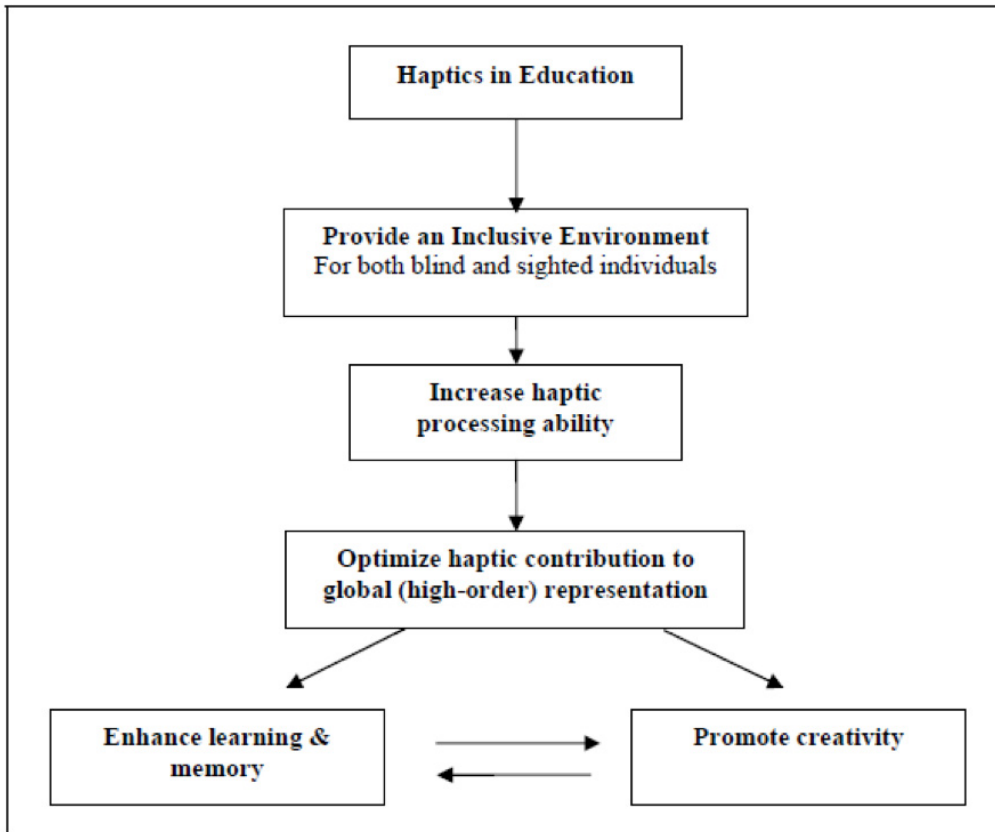 Haptics in Education
Provide an Inclusive Environment
For both blind and sighted individuals
Increase haptic
processing ability
Optimize haptic contribution to
global (high-order) representation
Enhance learning &
memory
Promote creativity